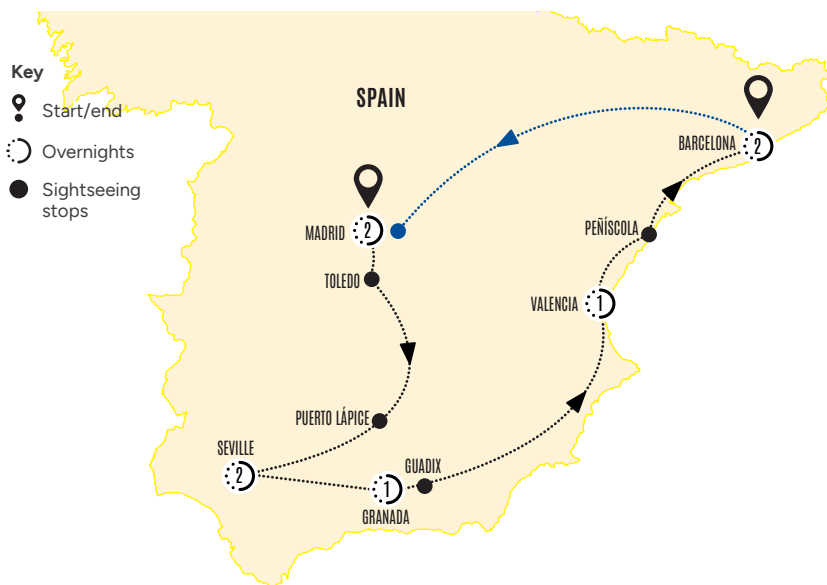 Key
Start/end
Overnights
Sightseeing
stops
SPAIN
BARCELONA
2
MADRID
2
PEÑÍSCOLA
TOLEDO
VALENCIA
1
PUERTO LÁPICE
SEVILLE
2
GUADIX
1
GRANADA